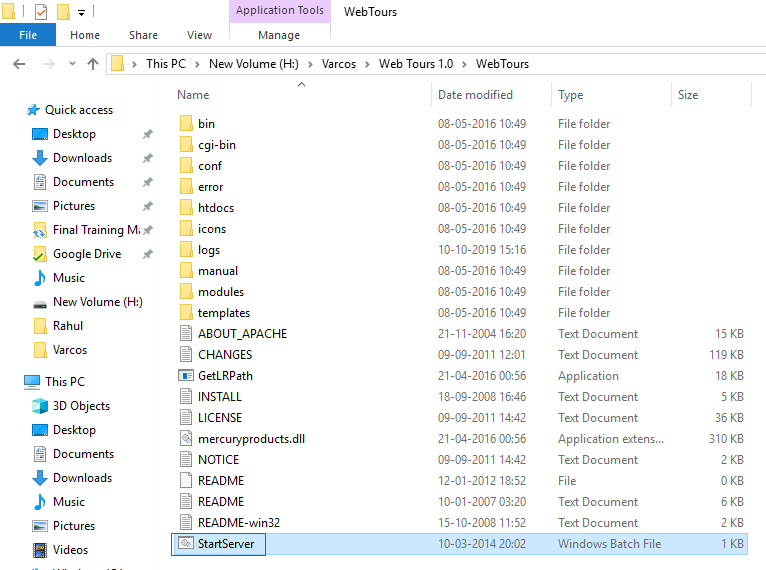 Application Tools WebTours
File Home Share View Manage
This PC New Volume (H:) Varcos Web Tours 1.0 WebTours
Quick access
Desktop
Downloads
Documents
Pictures
Final Training Ma
Google Drive
Music
New Volume (H:)
Rahul
Varcos
This PC
3D Objects
Desktop
Documents
Downloads
Music
Pictures
Videos
Name Date modified Type Size
bin 08-05-2016 10:49 File folder
cgi-bin 08-05-2016 10:49 File folder
conf 08-05-2016 10:49 File folder
error 08-05-2016 10:49 File folder
htdocs 08-05-2016 10:49 File folder
icons 08-05-2016 10:49 File folder
logs 10-10-2019 15:16 File folder
manual 08-05-2016 10:49 File folder
modules 08-05-2016 10:49 File folder
templates 08-05-2016 10:49 File folder
ABOUT_APACHE 21-11-2004 16:20 Text Document 15 KB
CHANGES 09-09-2011 12:01 Text Document 119 KB
GetLRPath 21-04-2016 00:56 Application 18 KB
INSTALL 18-09-2008 16:46 Text Document 5 KB
LICENSE 09-09-2011 14:42 Text Document 36 KB
mercuryproducts.dll 21-04-2016 00:56 Application extens... 310 KB
NOTICE 09-09-2011 14:42 Text Document 2 KB
README 12-01-2012 18:52 File 0 KB
README 10-01-2007 03:20 Text Document 6 KB
README-win32 15-10-2008 11:52 Text Document 2 KB
StartServer 10-03-2014 20:02 Windows Batch File 1 KB